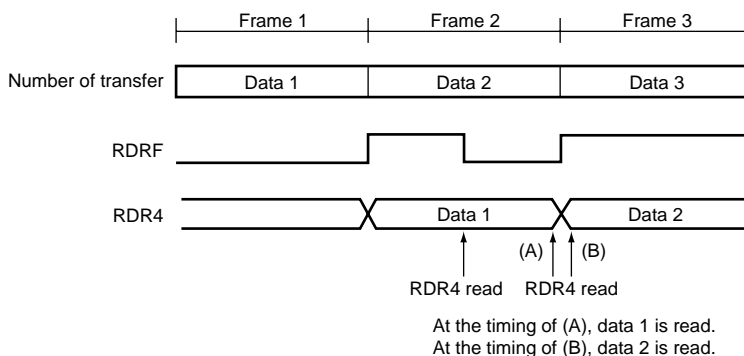 Frame 1 Frame 2 Frame 3
Number of transfer Data 1 Data 2 Data 3
RDRF
RDR4 Data 1 Data 2
(A) (B)
RDR4 read RDR4 read
At the timing of (A), data 1 is read.
At the timing of (B), data 2 is read.